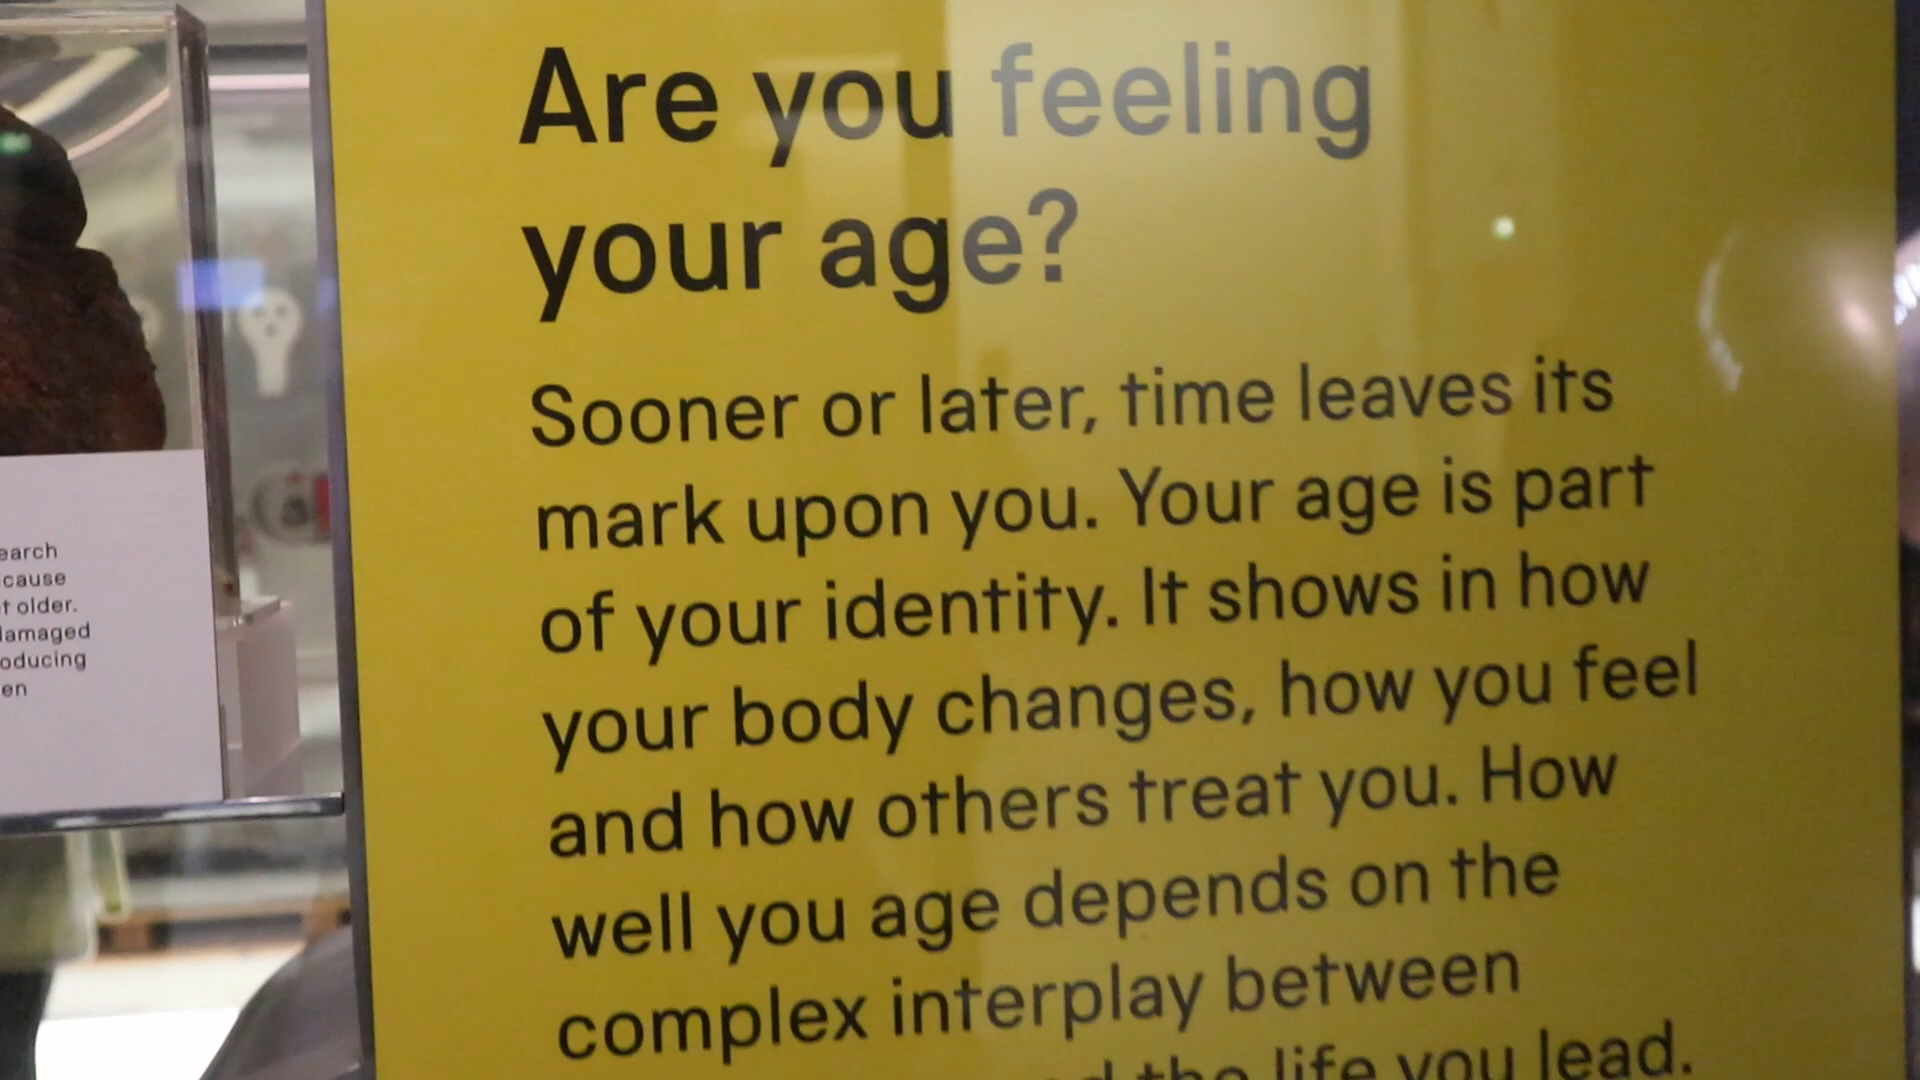 Are you feeling
your age?
Sooner or later, time leaves its
mark upon you. Your age is part
of your identity. It shows in how
your body changes, how you feel
and how others treat you. How
well you age depends on the
complex interplay between
the life you lead.
earch
cause
t older.
damaged
oducing
en